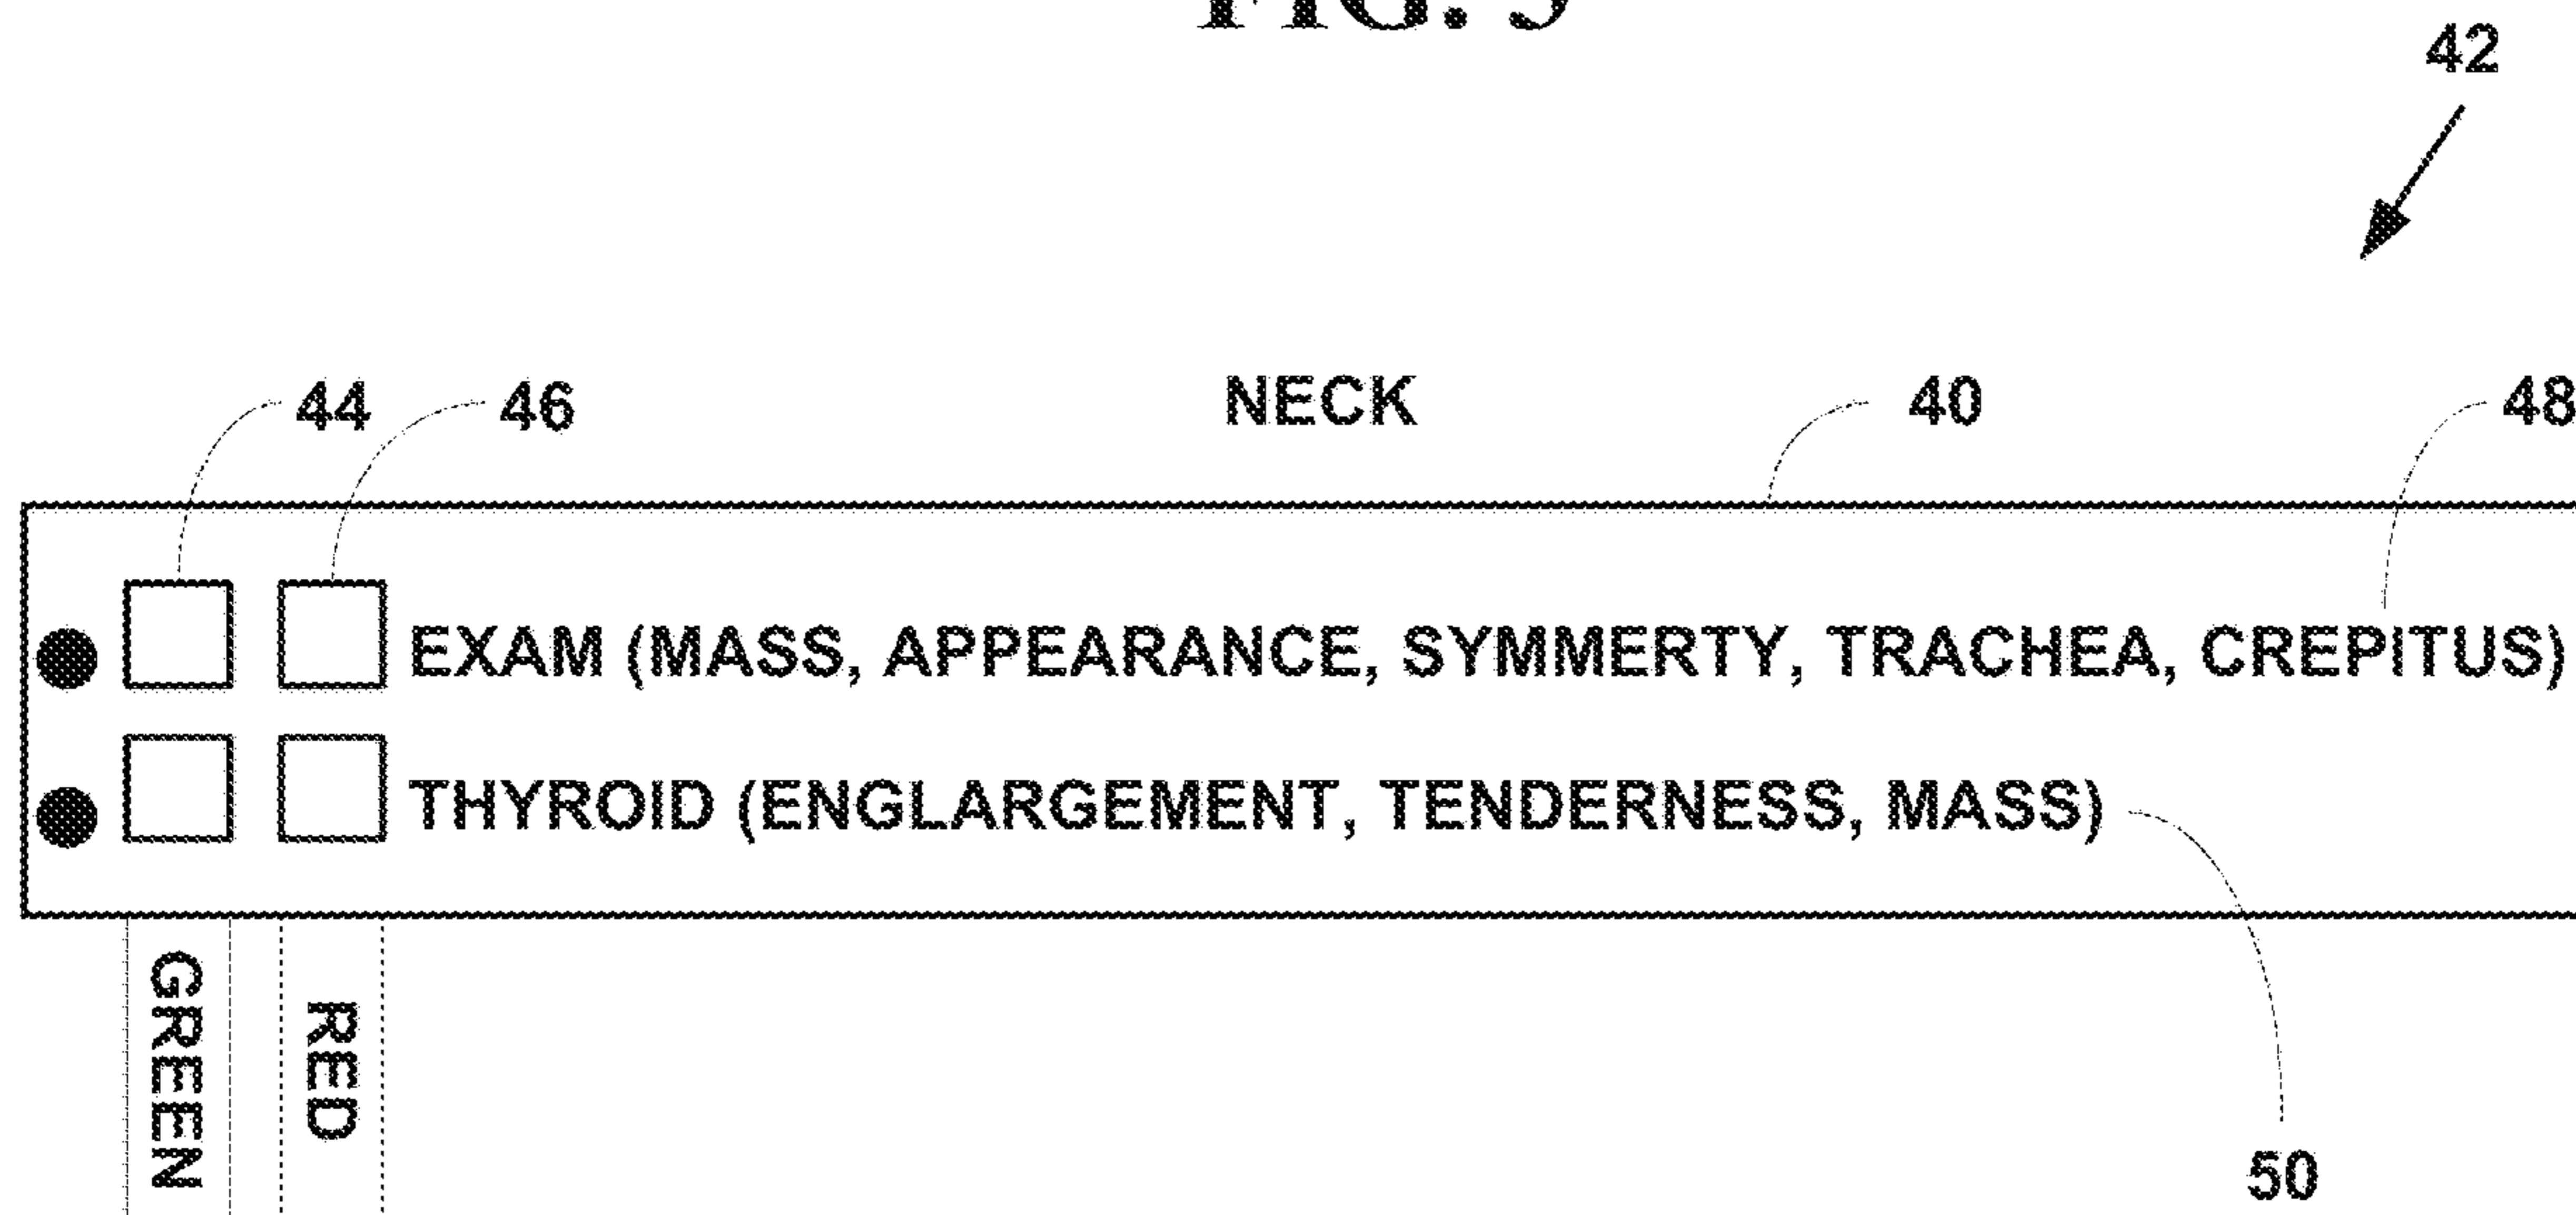 FIG.
42
44 46 NECK 40 48
EXAM (MASS, APPEARANCE, SYMMERTY, TRACHEA, CREPITUS)
THYROID (ENGLARGEMENT, TENDERNESS, MASS)
GREEN
RED
50